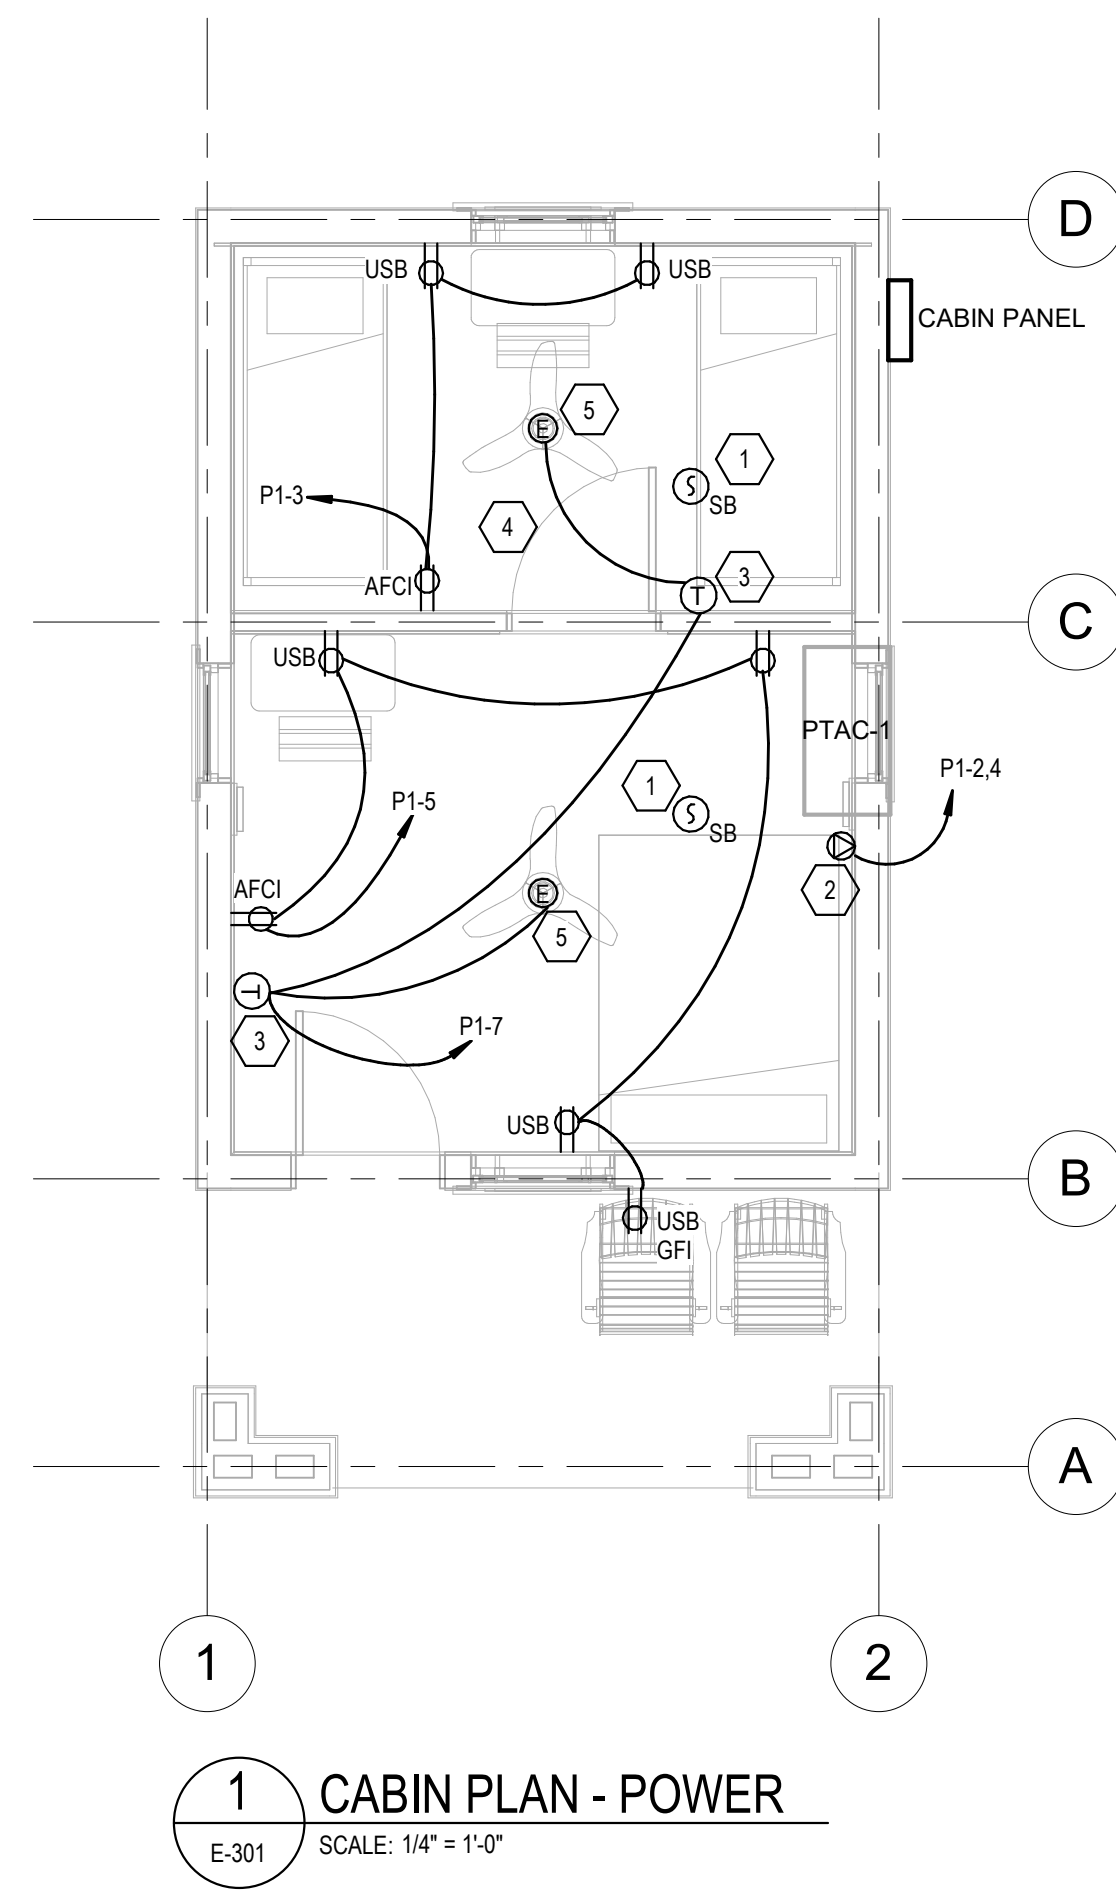 D
USB
USB
CABIN PANEL
E
5
1
P1-3
SB
4
AFCI
3
T
C
USB
PTAC-1
P1-2,4
1
P1-5
SB
2
AFCI
E
5
T
P1-7
3
USB
B
USB
GFI
A
1
2
1
CABIN PLAN - POWER
E-301
SCALE: 1/4" = 1'-0"